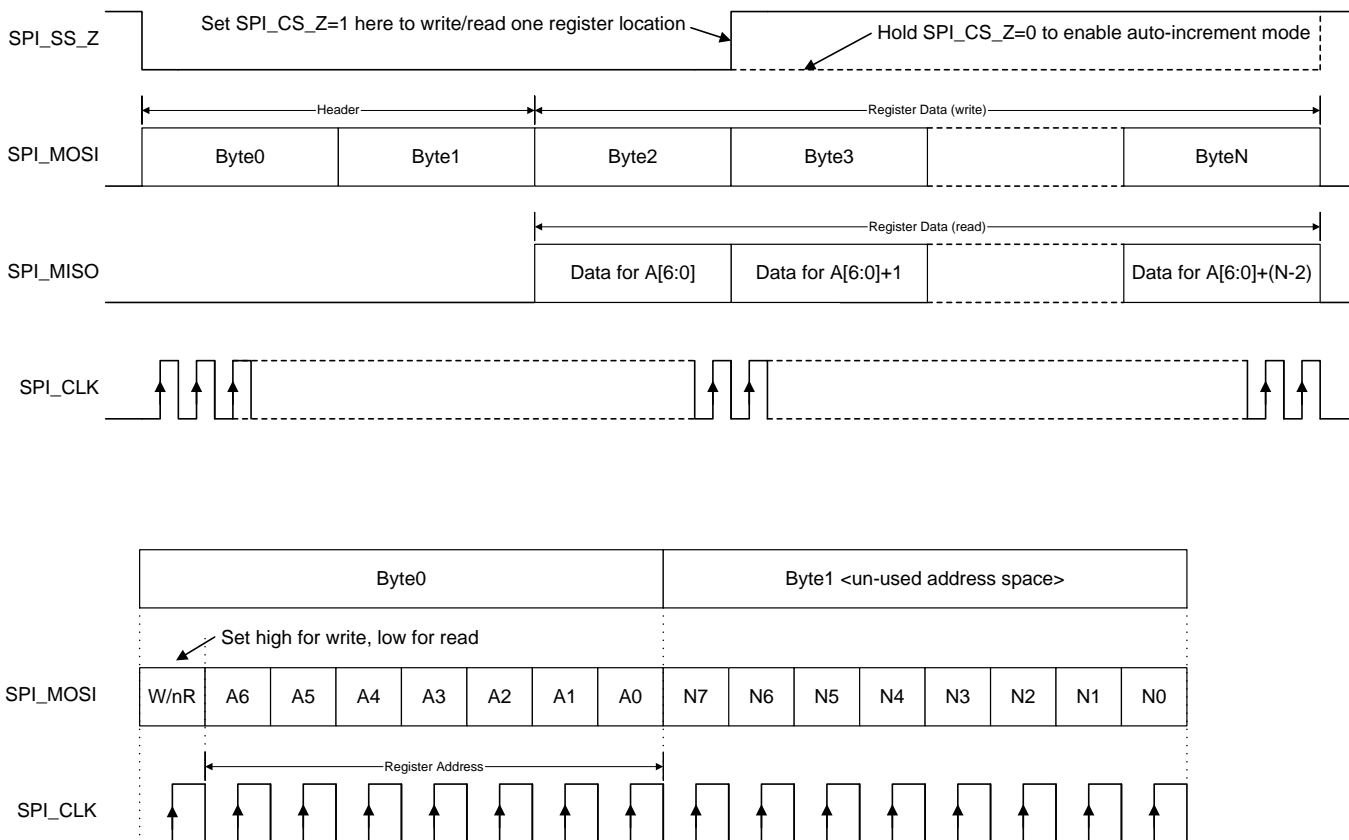 SPI_SS_Z
Set SPI_CS_Z=1 here to write/read one register location
Hold SPI_CS_Z=0 to enable auto-increment mode
Header
Register Data (write)
SPI_MOSI
Byte0
Byte1
Byte2
Byte3
ByteN
Register Data (read)
SPI_MISO
Data for A[6:0]
Data for A[6:0]+1
Data for A[6:0]+(N-2)
SPI_CLK
Byte0
Byte1 <un-used address space>
Set high for write, low for read
SPI_MOSI
W/nR
A6
A5
A4
A3
A2
A1
A0
N7
N6
N5
N4
N3
N2
N1
N0
Register Address
SPI_CLK